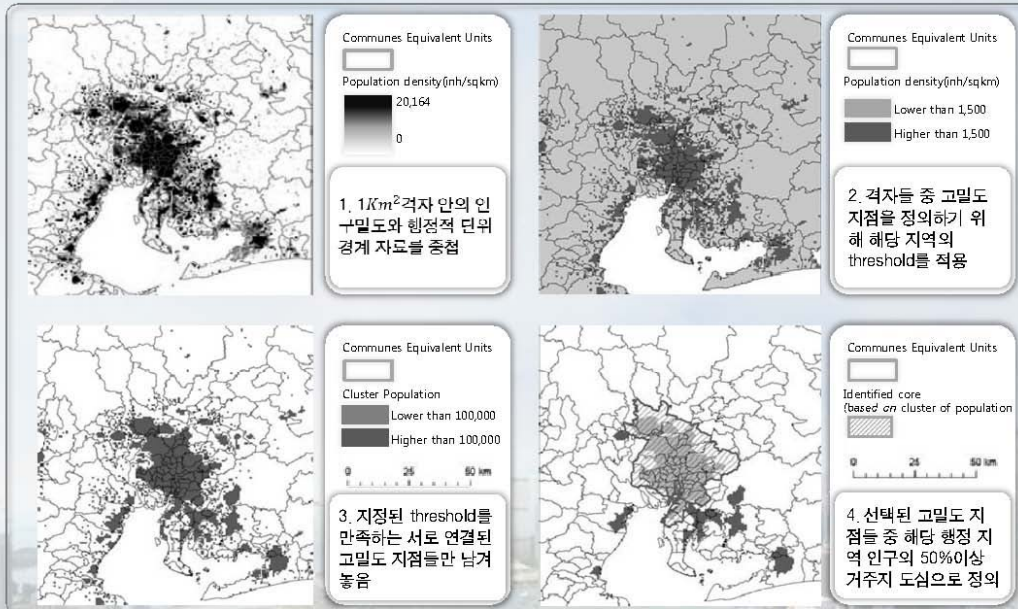 Communes Equivalent Units
Population density(inh/sqkm)
20,164
0
1. 1Km²격자 안의 인
구밀도와 행정적 단위
경계 자료를 중첩
Communes Equivalent Units
Population density(inh/sqkm)
Lower than 1,500
Higher than 1,500
2. 격자들 중 고밀도
지점을 정의하기 위
해 해당 지역의
threshold를 적용
Communes Equivalent Units
Cluster Population
Lower than 100,000
Higher than 100,000
0 25 50 km
3. 지정된 threshold를
만족하는 서로 연결된
고밀도 지점들만 남겨
놓음
Communes Equivalent Units
Identified core
(based on cluster of population
0 25 50 km
4. 선택된 고밀도 지
점들 중 해당 행정 지
역 인구의 50%이상
거주지 도심으로 정의